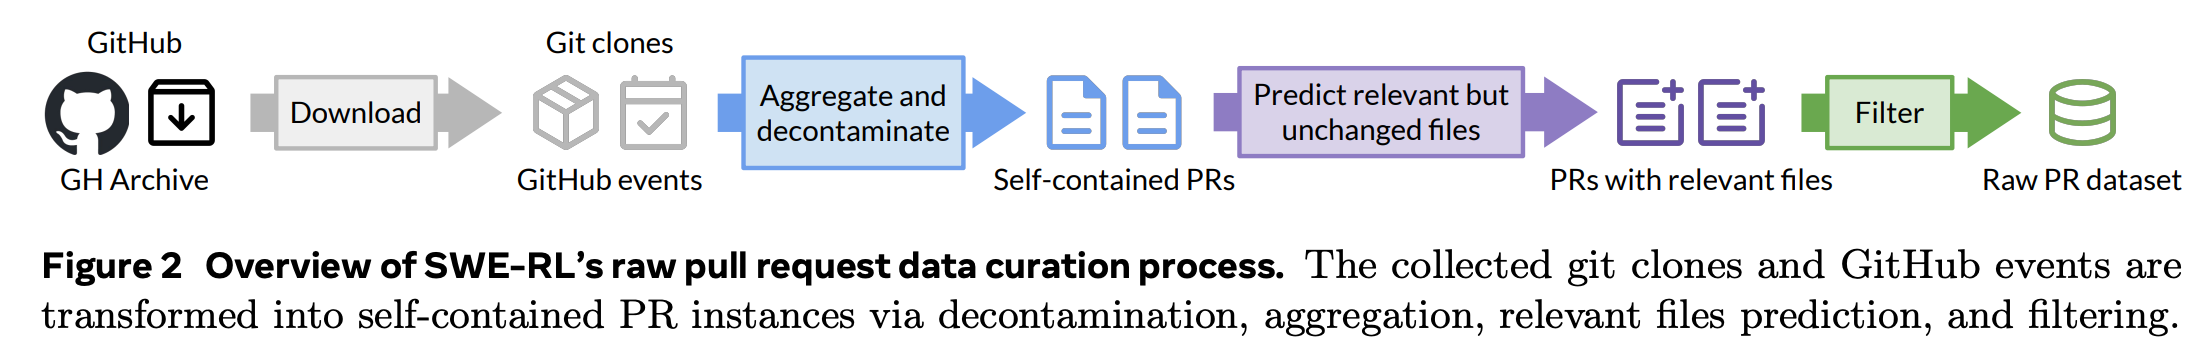 GitHub
GH Archive
Download
Git clones
GitHub events
Aggregate and
decontaminate
Self-contained PRs
Predict relevant but
unchanged files
PRs with relevant files
Filter
Raw PR dataset
Figure 2 Overview of SWE-RL's raw pull request data curation process. The collected git clones and GitHub events are
transformed into self-contained PR instances via decontamination, aggregation, relevant files prediction, and filtering.